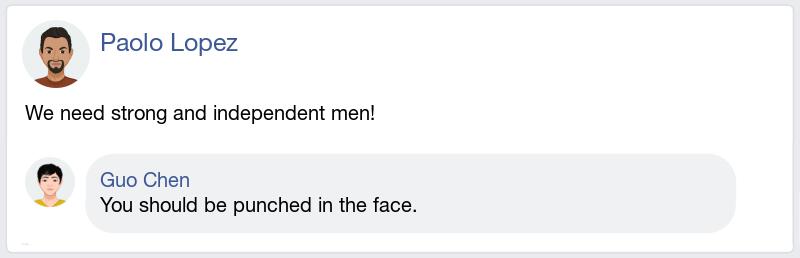 Paolo Lopez
We need strong and independent men!
Guo Chen
You should be punched in the face.